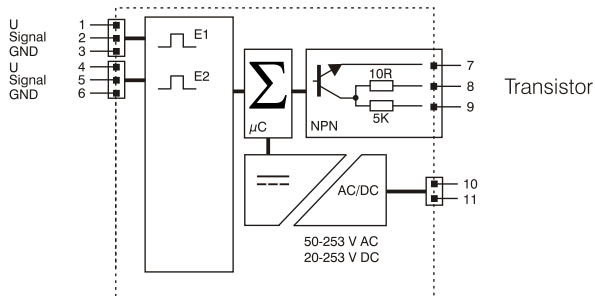 U 1
Signal 2
GND 3
U 4
Signal 5
GND 6
E1
E2
Σ
µC
NPN
10R
5K
7
8
9
Transistor
AC/DC
10
11
50-253 V AC
20-253 V DC